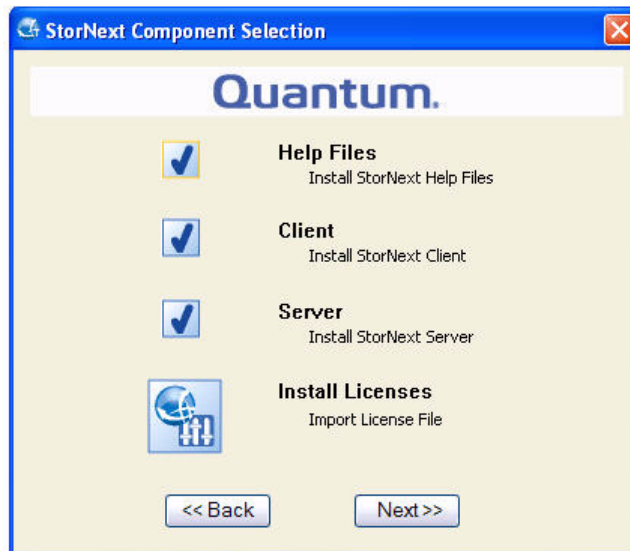 StorNext Component Selection
Quantum.
Help Files
Install StorNext Help Files
Client
Install StorNext Client
Server
Install StorNext Server
Install Licenses
Import License File
<< Back
Next >>